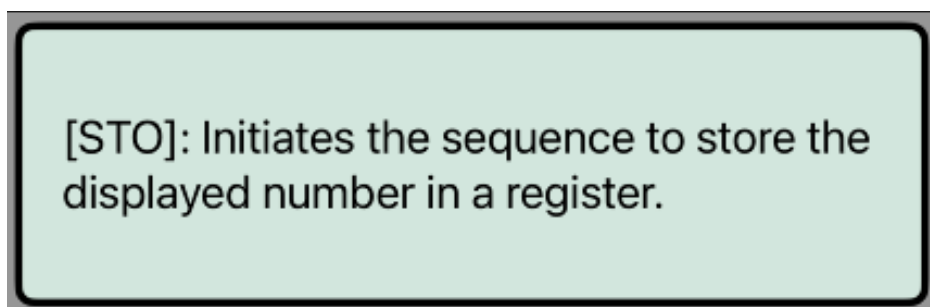 [STO]: Initiates the sequence to store the
displayed number in a register.